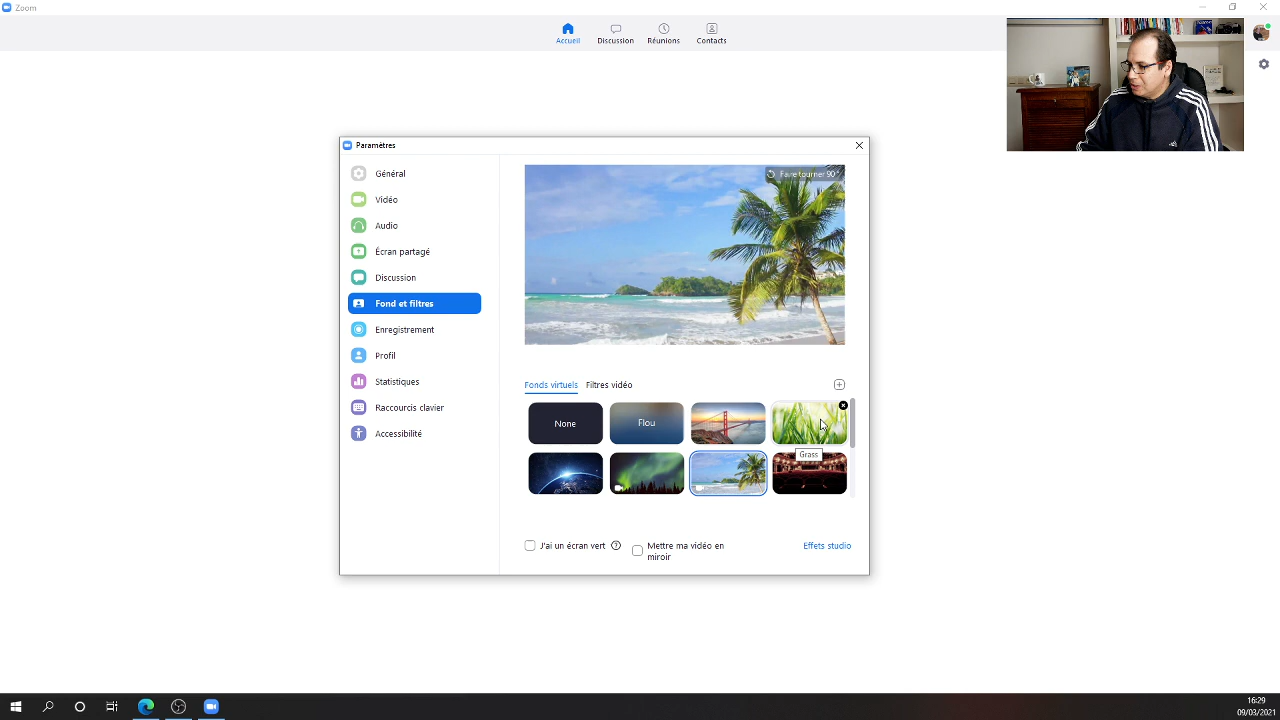 Zoom
Accueil
Discussion
Réunions
Contacts
Paramètres
Général
Vidéo
Audio
Écran partagé
Discussion
Fond et filtres
Enregistrement
Profil
Statistiques
Raccourcis clavier
Accessibilité
Faire tourner 90°
Fonds virtuels
Filtres vidéo
None
Flou
Grass
J'ai un écran vert
Mettre ma vidéo en
miroir
Effets studio
16:29
09/03/2021